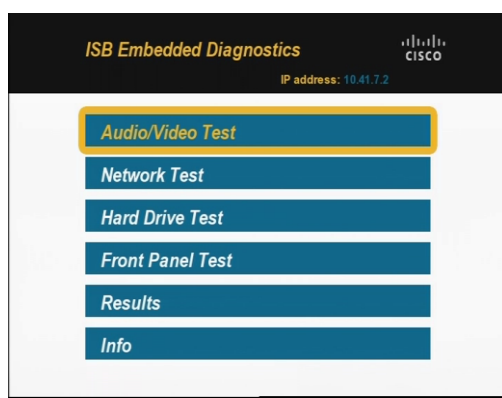 ISB Embedded Diagnostics
CISCO
IP address: 10.41.7.2
Audio/Video Test
Network Test
Hard Drive Test
Front Panel Test
Results
Info